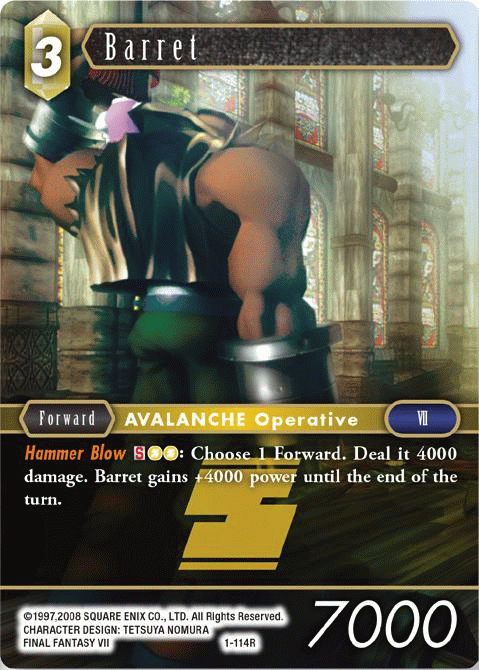 3
Barret
Forward
AVALANCHE Operative
VII
Hammer Blow S: Choose 1 Forward. Deal it 4000
damage. Barret gains +4000 power until the end of the
turn.
©1997,2008 SQUARE ENIX CO., LTD. All Rights Reserved.
CHARACTER DESIGN: TETSUYA NOMURA
FINAL FANTASY VII
1-114R
7000